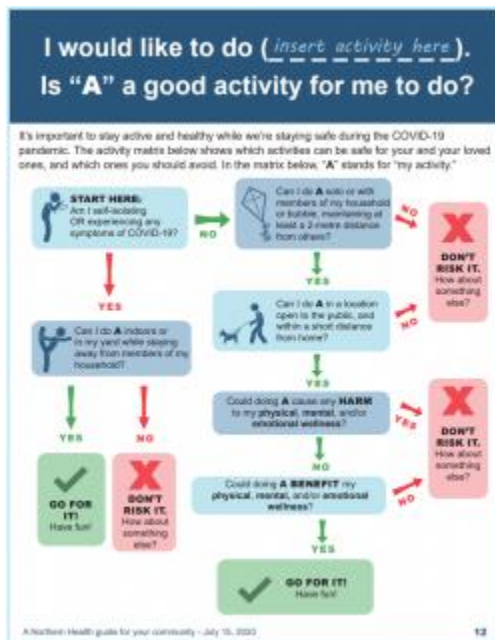 I would like to do (insert activity here).
Is “A” a good activity for me to do?
It's important to stay active and healthy while we're staying safe during the COVID-19
pandemic. The activity matrix below shows which activities can be safe for your and your loved
ones, and which ones you should avoid. In the matrix below, “A” stands for “my activity.”
START HERE:
Am I self-isolating
OR experiencing any
symptoms of COVID-19?
NO
Can I do A solo or with
members of my household
or bubble, maintaining at
least a 2-metre distance
from others?
NO
X
DON'T
RISK IT.
How about
something
else?
YES
YES
Can I do A in a location
open to the public, and
within a short distance
from home?
NO
Can I do A indoors or
in my yard while staying
away from members of my
household?
YES
Could doing A cause any HARM
to my physical, mental, and/or
emotional wellness?
YES
X
DON'T
RISK IT.
How about
something
else?
YES
NO
NO
GO FOR
IT!
Have fun!
X
DON'T
RISK IT.
How about
something
else?
Could doing A BENEFIT my
physical, mental, and/or emotional
wellness?
NO
YES
GO FOR IT!
Have fun!
A Northern Health guide for your community - July 15, 2020
13